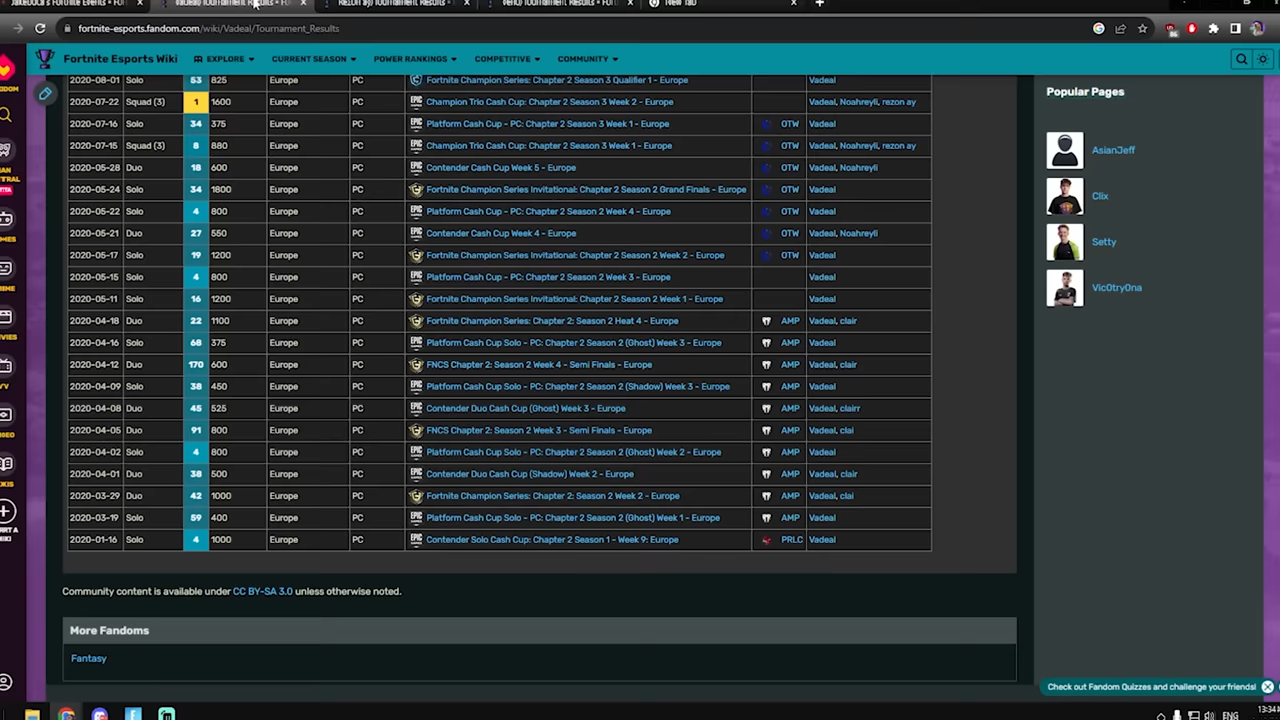 New Tab
fortnite-esports.fandom.com/wiki/Vadeal/Tournament_Results
Fortnite Esports Wiki EXPLORE CURRENT SEASON POWER RANKINGS COMPETITIVE COMMUNITY
2020-08-01 Solo 53 825 Europe PC Fortnite Champion Series: Chapter 2 Season 3 Qualifier 1 - Europe Vadeal
2020-07-22 Squad (3) 1 1600 Europe PC Champion Trio Cash Cup: Chapter 2 Season 3 Week 2 - Europe Vadeal, Noahreyli, rezon ay
2020-07-16 Solo 34 375 Europe PC Platform Cash Cup - PC: Chapter 2 Season 3 Week 1 - Europe OTW Vadeal
2020-07-15 Squad (3) 8 880 Europe PC Champion Trio Cash Cup: Chapter 2 Season 3 Week 1 - Europe OTW Vadeal, Noahreyli, rezon ay
2020-05-28 Duo 18 600 Europe PC Contender Cash Cup Week 5 - Europe OTW Vadeal, Noahreyli
2020-05-24 Solo 34 1800 Europe PC Fortnite Champion Series Invitational: Chapter 2 Season 2 Grand Finals - Europe OTW Vadeal
2020-05-22 Solo 4 800 Europe PC Platform Cash Cup - PC: Chapter 2 Season 2 Week 4 - Europe OTW Vadeal
2020-05-21 Duo 27 550 Europe PC Contender Cash Cup Week 4 - Europe OTW Vadeal, Noahreyli
2020-05-17 Solo 19 1200 Europe PC Fortnite Champion Series Invitational: Chapter 2 Season 2 Week 2 - Europe OTW Vadeal
2020-05-15 Solo 4 800 Europe PC Platform Cash Cup - PC: Chapter 2 Season 2 Week 3 - Europe Vadeal
2020-05-11 Solo 16 1200 Europe PC Fortnite Champion Series Invitational: Chapter 2 Season 2 Week 1 - Europe Vadeal
2020-04-18 Duo 22 1100 Europe PC Fortnite Champion Series: Chapter 2: Season 2 Heat 4 - Europe AMP Vadeal, clair
2020-04-16 Solo 68 375 Europe PC Platform Cash Cup Solo - PC: Chapter 2 Season 2 (Ghost) Week 3 - Europe AMP Vadeal
2020-04-12 Duo 170 600 Europe PC FNCS Chapter 2: Season 2 Week 4 - Semi Finals - Europe AMP Vadeal, clair
2020-04-09 Solo 38 450 Europe PC Platform Cash Cup Solo - PC: Chapter 2 Season 2 (Shadow) Week 3 - Europe AMP Vadeal
2020-04-08 Duo 45 525 Europe PC Contender Duo Cash Cup (Ghost) Week 3 - Europe AMP Vadeal, clairr
2020-04-05 Duo 91 800 Europe PC FNCS Chapter 2: Season 2 Week 3 - Semi Finals - Europe AMP Vadeal, clai
2020-04-02 Solo 4 800 Europe PC Platform Cash Cup Solo - PC: Chapter 2 Season 2 (Ghost) Week 2 - Europe AMP Vadeal
2020-04-01 Duo 38 500 Europe PC Contender Duo Cash Cup (Shadow) Week 2 - Europe AMP Vadeal, clair
2020-03-29 Duo 42 1000 Europe PC Fortnite Champion Series: Chapter 2: Season 2 Week 2 - Europe AMP Vadeal, clai
2020-03-19 Solo 59 400 Europe PC Platform Cash Cup Solo - PC: Chapter 2 Season 2 (Ghost) Week 1 - Europe AMP Vadeal
2020-01-16 Solo 4 1000 Europe PC Contender Solo Cash Cup: Chapter 2 Season 1 - Week 9: Europe PRLC Vadeal
Popular Pages
AsianJeff
Clix
Setty
Vic0try0na
Community content is available under CC BY-SA 3.0 unless otherwise noted.
More Fandoms
Fantasy
Check out Fandom Quizzes and challenge your friends!
ENG 13:34